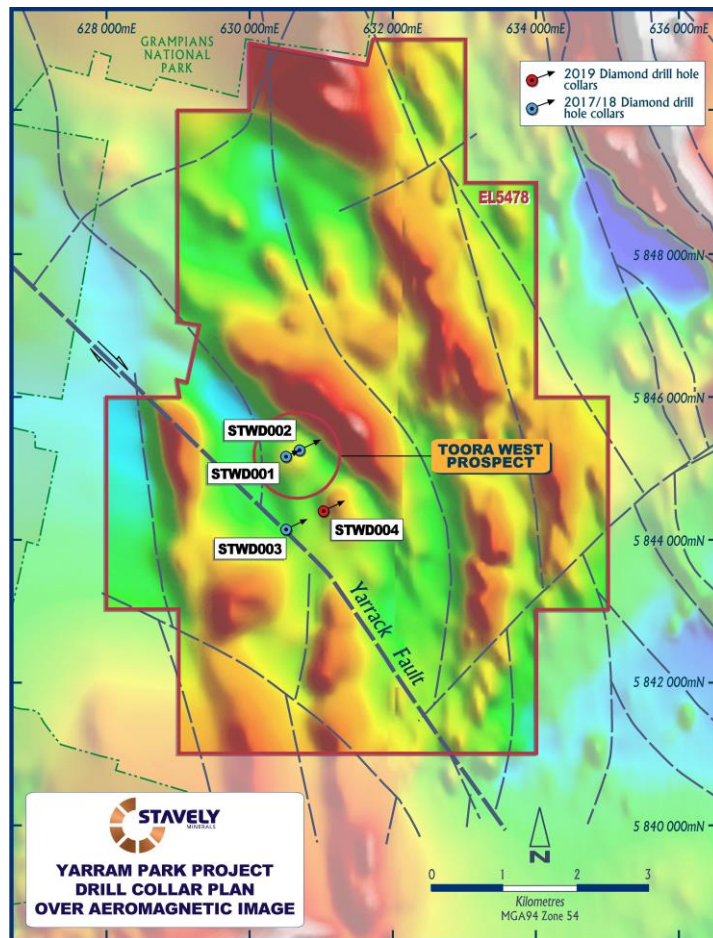 628 000mE
630 000mE
632 000mE
634 000mE
636 000mE
GRAMPIANS
NATIONAL
PARK
2019 Diamond drill hole
collars
2017/18 Diamond drill
hole collars
EL5478
5 848 000mN
5 846 000mN
STWD002
STWD001
TOORA WEST
PROSPECT
STWD004
STWD003
5 844 000mN
Yarrack Fault
5 842 000mN
5 840 000mN
STAVELY
MINERALS
YARRAM PARK PROJECT
DRILL COLLAR PLAN
OVER AEROMAGNETIC IMAGE
N
0 1 2 3
Kilometres
MGA94 Zone 54